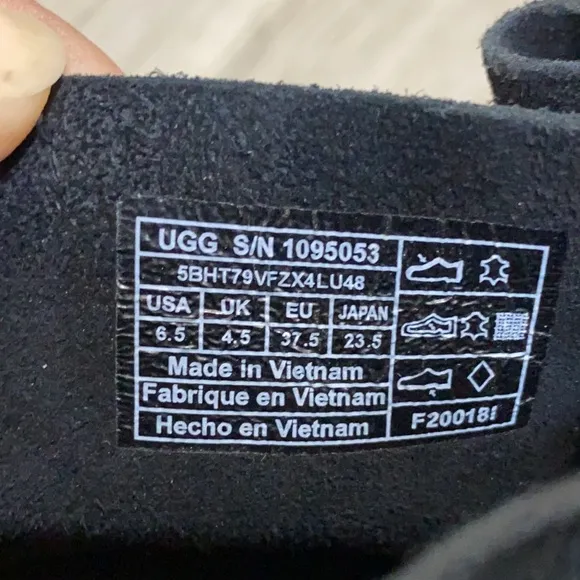 UGG S/N 1095053
5BHT79VFZX4LU48
USA UK EU JAPAN
6.5 4.5 37.5 23.5
Made in Vietnam
Fabrique en Vietnam
Hecho en Vietnam